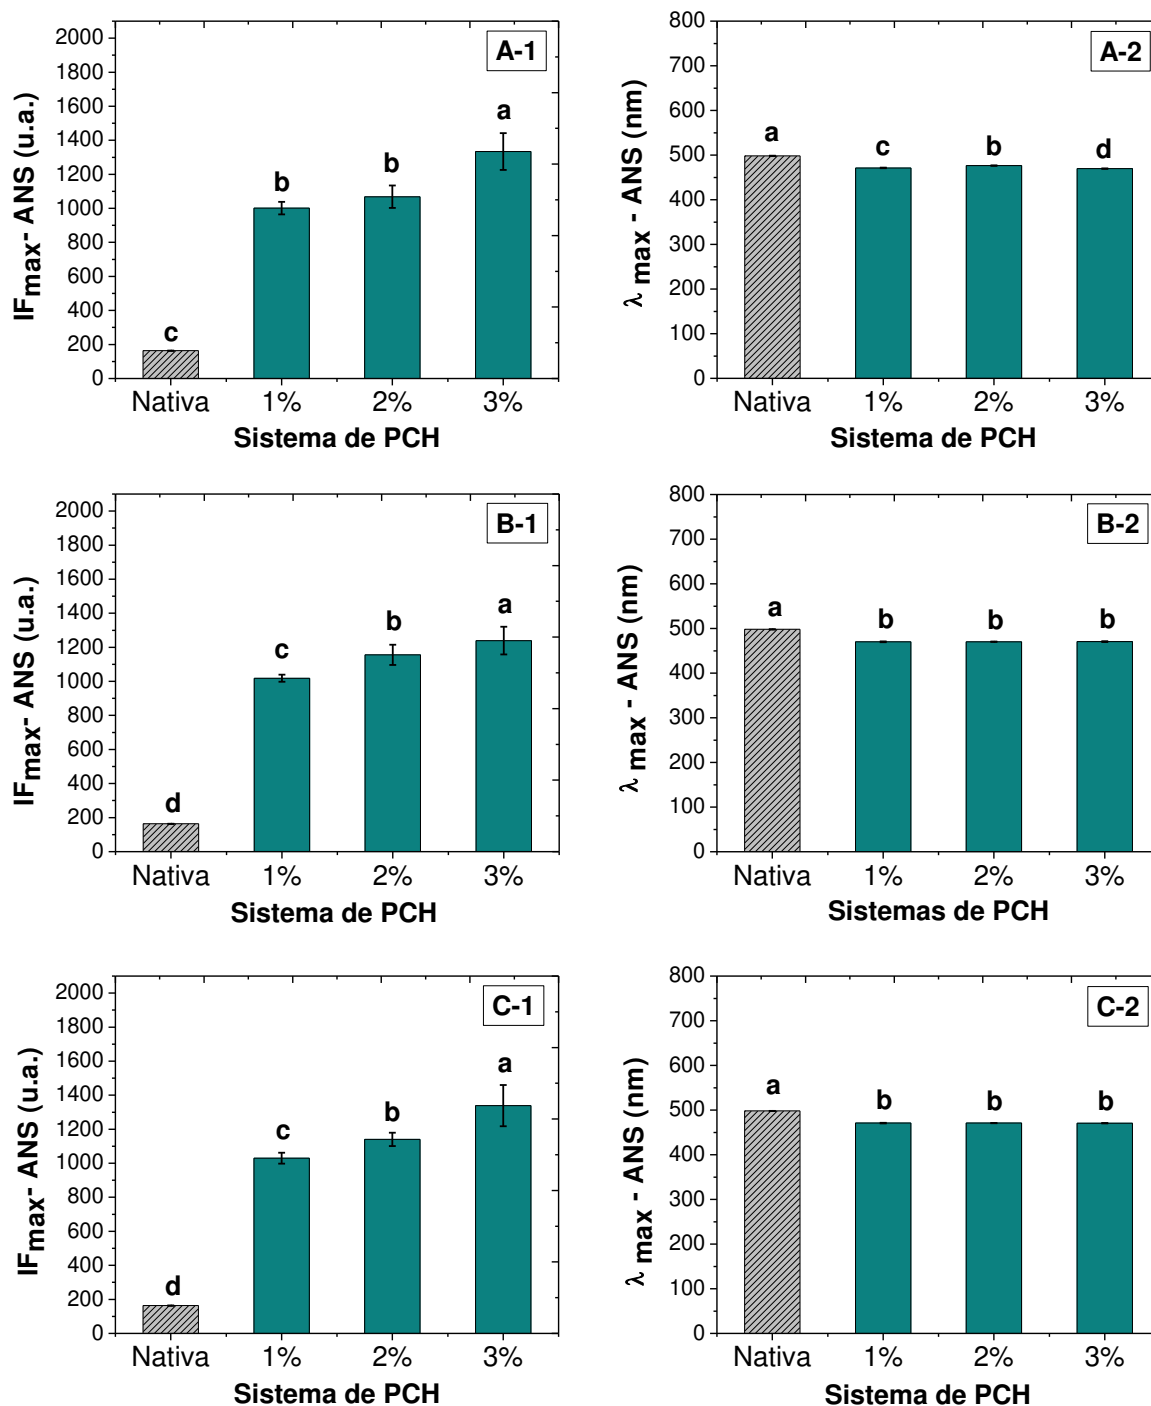 A-1
IFmax- ANS (u.a.)
2000
1800
1600
1400
1200
1000
800
600
400
200
0
c
b
b
a
Nativa 1% 2% 3%
Sistema de PCH
A-2
λ max - ANS (nm)
800
700
600
500
400
300
200
100
0
a
c
b
d
Nativa 1% 2% 3%
Sistema de PCH
B-1
IFmax- ANS (u.a.)
2000
1800
1600
1400
1200
1000
800
600
400
200
0
d
c
b
a
Nativa 1% 2% 3%
Sistema de PCH
B-2
λ max - ANS (nm)
800
700
600
500
400
300
200
100
0
a
b
b
b
Nativa 1% 2% 3%
Sistemas de PCH
C-1
IFmax- ANS (u.a.)
2000
1800
1600
1400
1200
1000
800
600
400
200
0
d
c
b
a
Nativa 1% 2% 3%
Sistema de PCH
C-2
λ max - ANS (nm)
800
700
600
500
400
300
200
100
0
a
b
b
b
Nativa 1% 2% 3%
Sistema de PCH